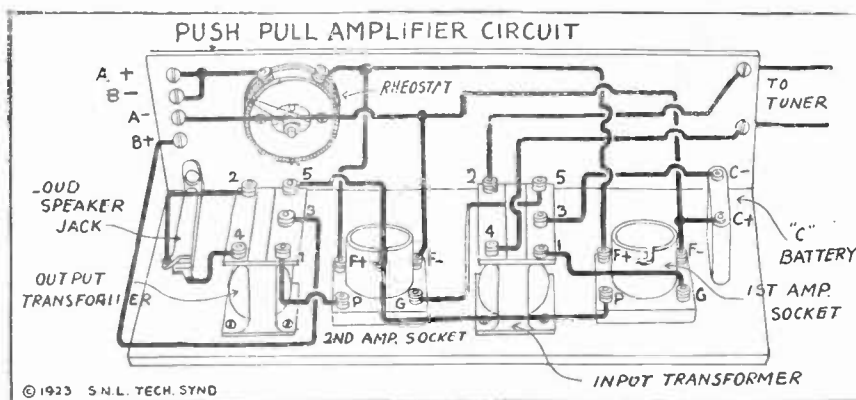 PUSH PULL AMPLIFIER CIRCUIT
A +
B -
A -
B+
RHEOSTAT
TO
TUNER
LOUD
SPEAKER
JACK
2
5
3
4
1
2
5
3
4
1
C-
C+
"C"
BATTERY
F+
F-
P
G
F+
F-
P
G
OUTPUT
TRANSFORMER
2ND AMP. SOCKET
1ST AMP.
SOCKET
INPUT TRANSFORMER
© 1923 S.N.L. TECH. SYND